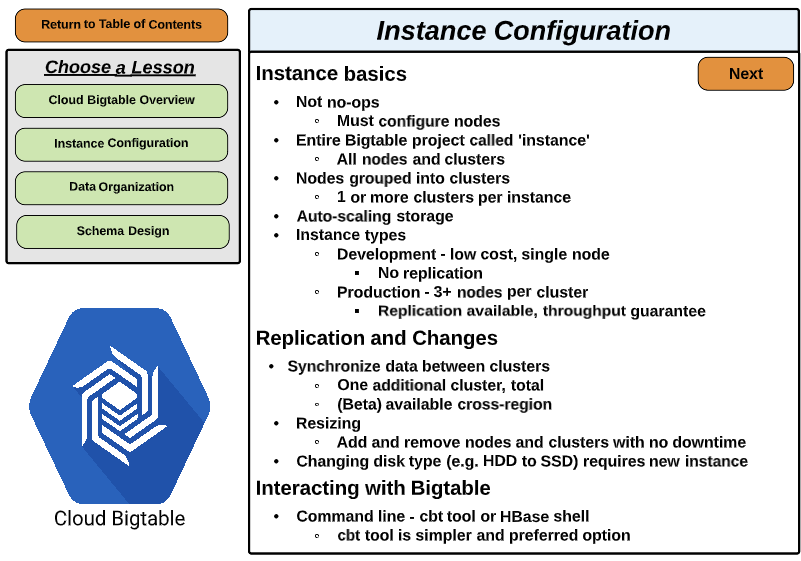 Return to Table of Contents
Choose a Lesson
Cloud Bigtable Overview
Instance Configuration
Data Organization
Schema Design
Cloud Bigtable
Instance Configuration
Next
Instance basics
• Not no-ops
◦ Must configure nodes
• Entire Bigtable project called 'instance'
◦ All nodes and clusters
• Nodes grouped into clusters
◦ 1 or more clusters per instance
• Auto-scaling storage
• Instance types
◦ Development - low cost, single node
▪ No replication
◦ Production - 3+ nodes per cluster
▪ Replication available, throughput guarantee
Replication and Changes
• Synchronize data between clusters
◦ One additional cluster, total
◦ (Beta) available cross-region
• Resizing
◦ Add and remove nodes and clusters with no downtime
• Changing disk type (e.g. HDD to SSD) requires new instance
Interacting with Bigtable
• Command line - cbt tool or HBase shell
◦ cbt tool is simpler and preferred option